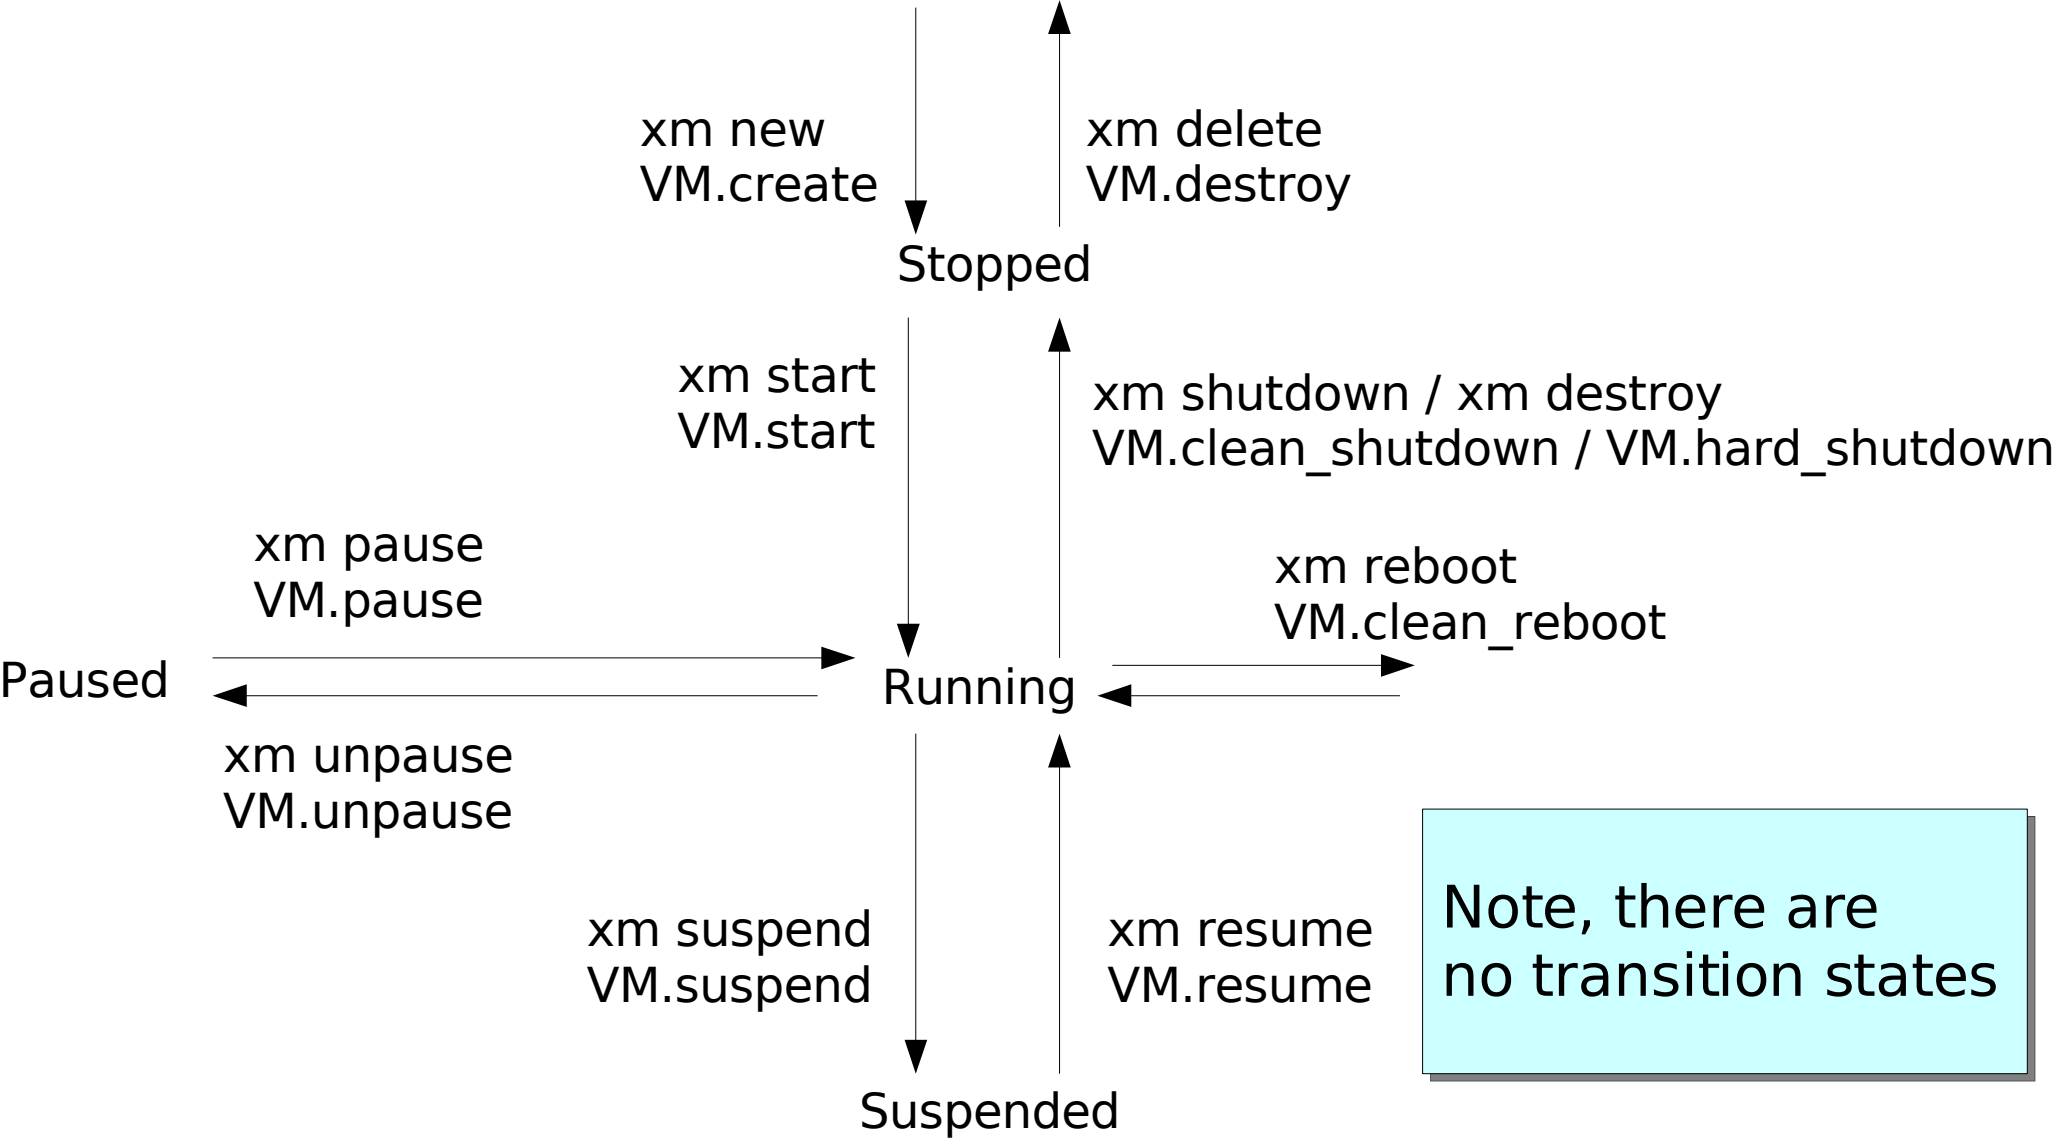 xm new
VM.create
xm delete
VM.destroy
Stopped
xm start
VM.start
xm shutdown / xm destroy
VM.clean_shutdown / VM.hard_shutdown
xm pause
VM.pause
xm reboot
VM.clean_reboot
Paused
Running
xm unpause
VM.unpause
xm suspend
VM.suspend
xm resume
VM.resume
Note, there are
no transition states
Suspended